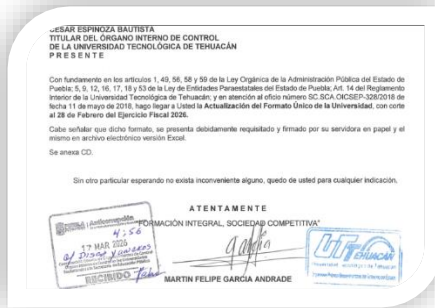 CESAR ESPINOZA BAUTISTA
TITULAR DEL ÓRGANO INTERNO DE CONTROL
DE LA UNIVERSIDAD TECNOLÓGICA DE TEHUACÁN
P R E S E N T E
Con fundamento en los artículos 1, 49, 56, 58 y 59 de la Ley Orgánica de la Administración Pública del Estado de
Puebla; 5, 9, 12, 16, 17, 18 y 53 de la Ley de Entidades Paraestatales del Estado de Puebla; Art. 14 del Reglamento
Interior de la Universidad Tecnológica de Tehuacán; y en atención al oficio número SC.SCA.OICSEP-328/2018 de
fecha 11 de mayo de 2018, hago llegar a Usted la Actualización del Formato Único de la Universidad, con corte
al 28 de Febrero del Ejercicio Fiscal 2026.
Cabe señalar que dicho formato, se presenta debidamente requisitado y firmado por su servidora en papel y el
mismo en archivo electrónico versión Excel.
Se anexa CD.
Sin otro particular esperando no exista inconveniente alguno, quedo de usted para cualquier indicación.
A T E N T A M E N T E
"FORMACIÓN INTEGRAL, SOCIEDAD COMPETITIVA"
Anticorrupción
4:56
17 MAR 2026
RECIBIDO
TEHUACÁN
MARTIN FELIPE GARCIA ANDRADE